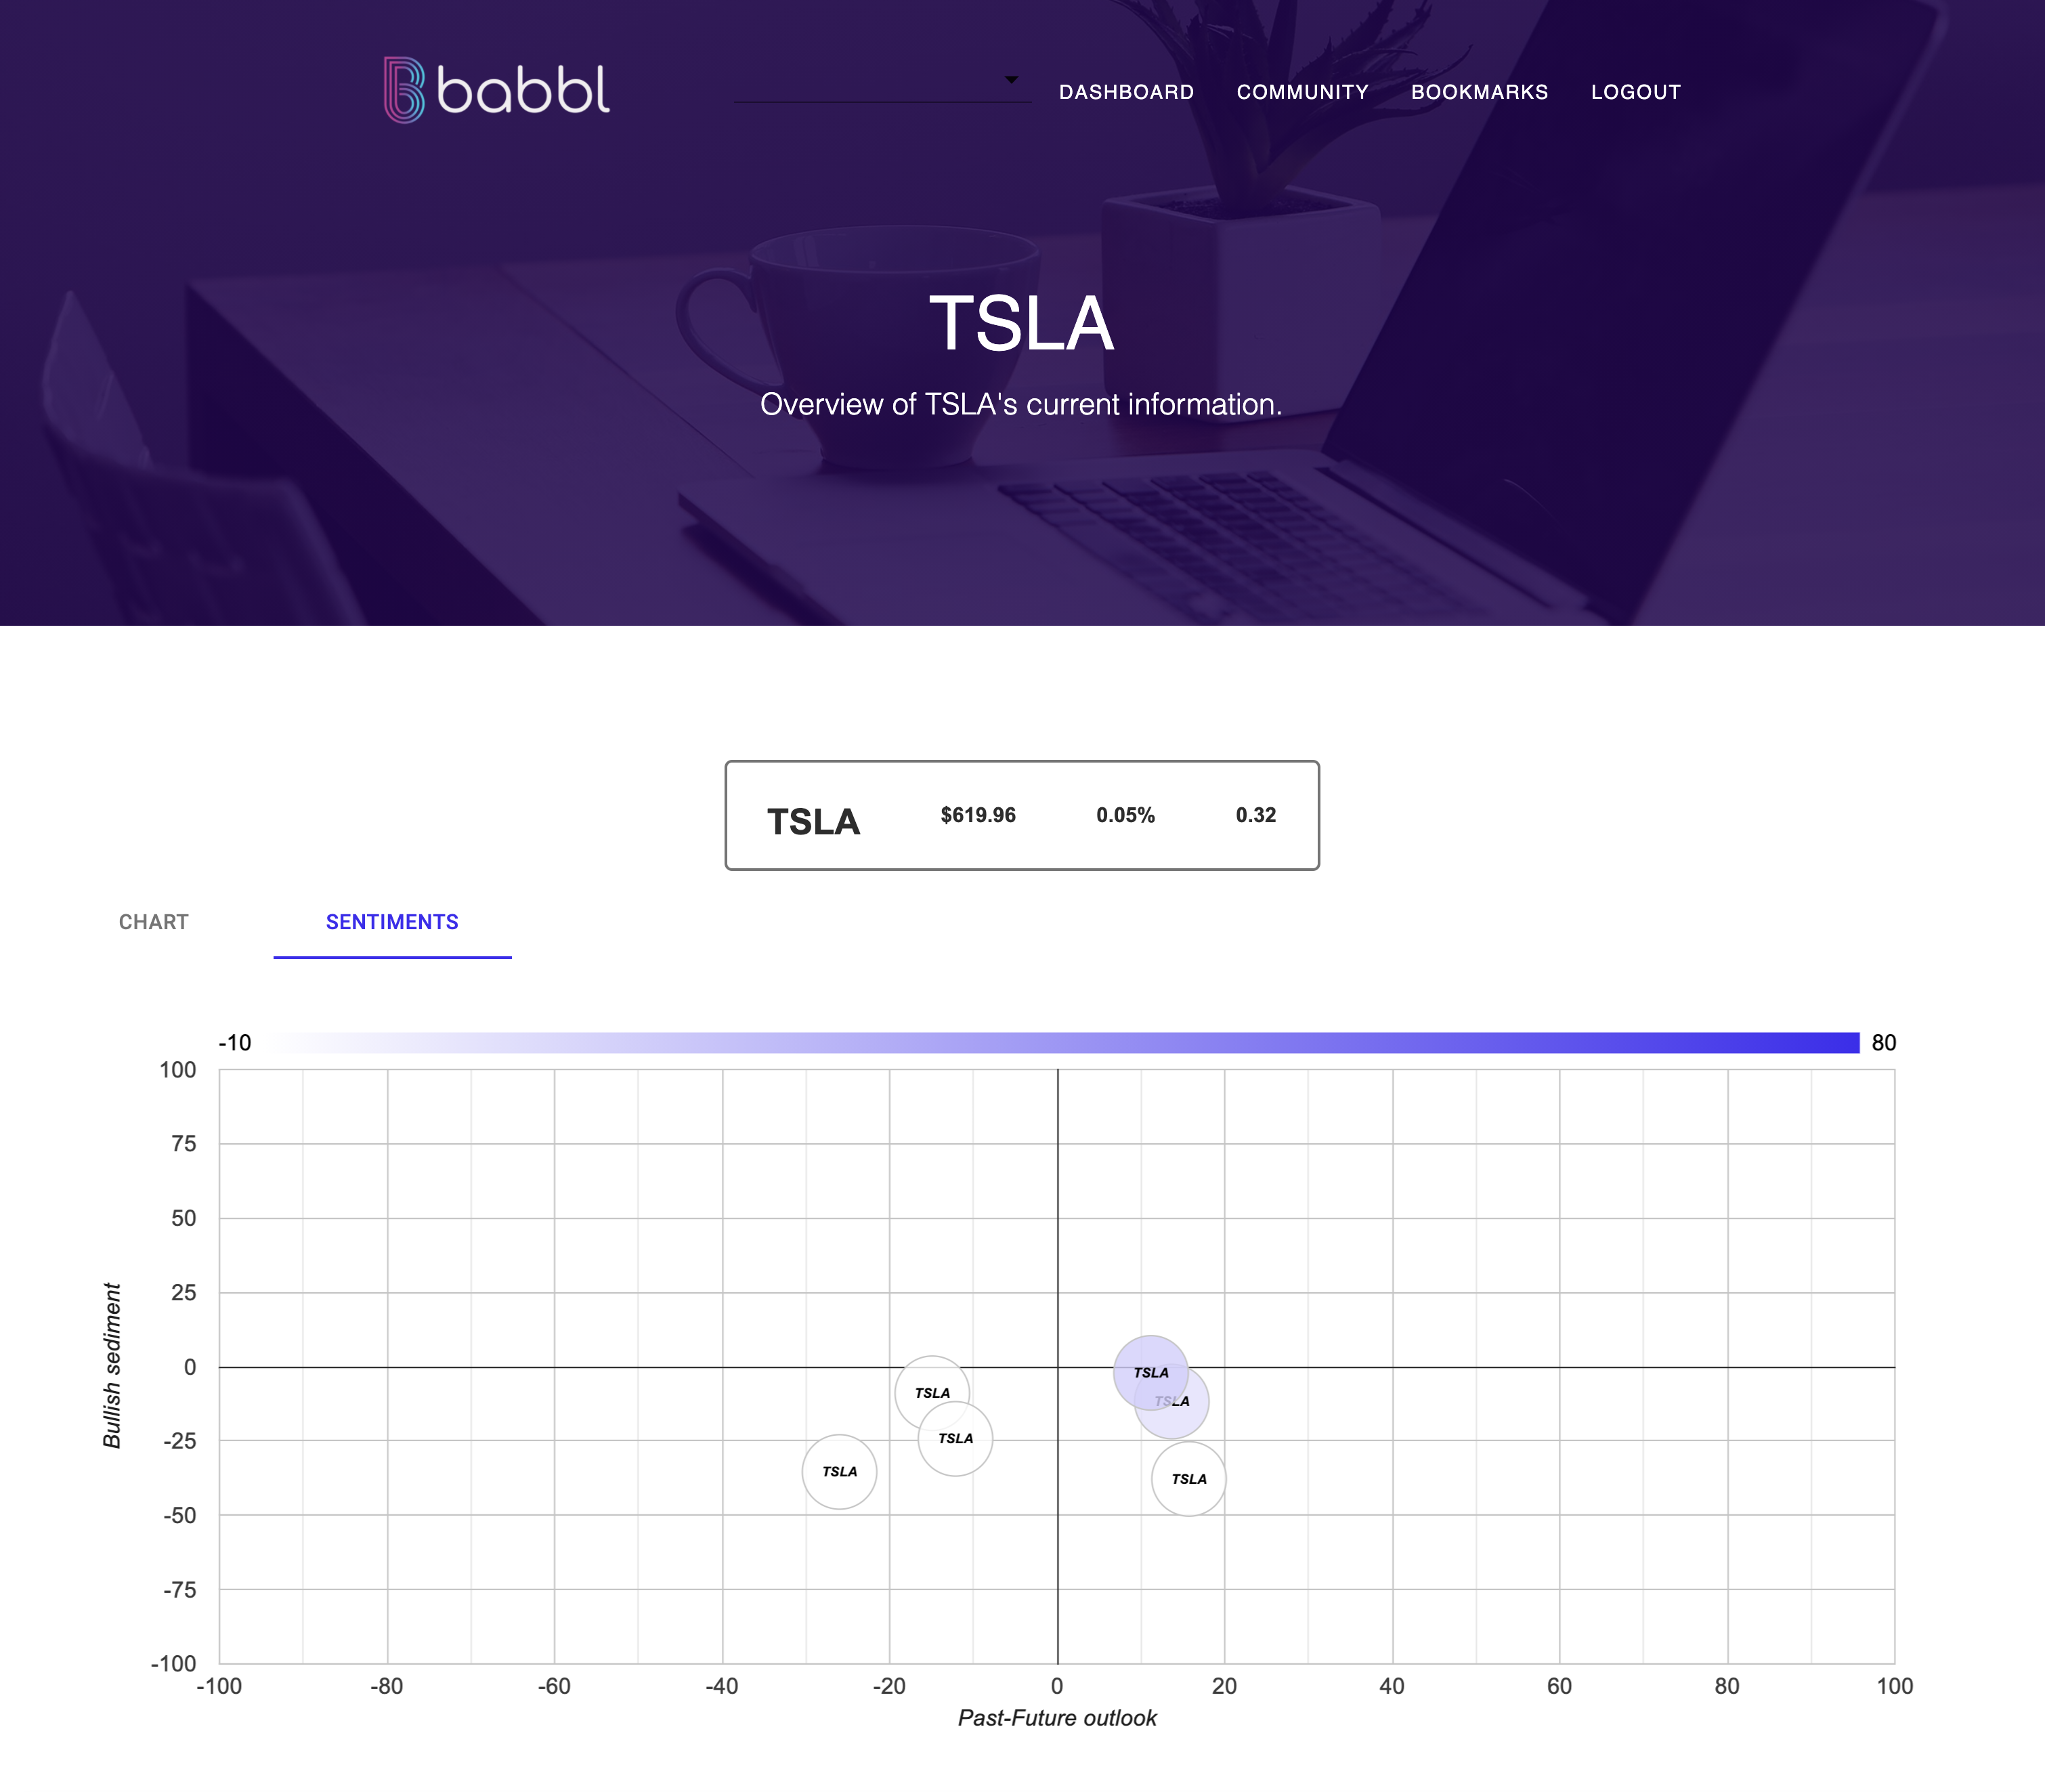 babbl
DASHBOARD COMMUNITY BOOKMARKS LOGOUT
TSLA
Overview of TSLA's current information.
TSLA $619.96 0.05% 0.32
CHART SENTIMENTS
-10 80
100
75
50
25
0
-25
-50
-75
-100
Bullish sediment
TSLA
TSLA
TSLA
TSLA
TSLA
TSLA
-100 -80 -60 -40 -20 0 20 40 60 80 100
Past-Future outlook